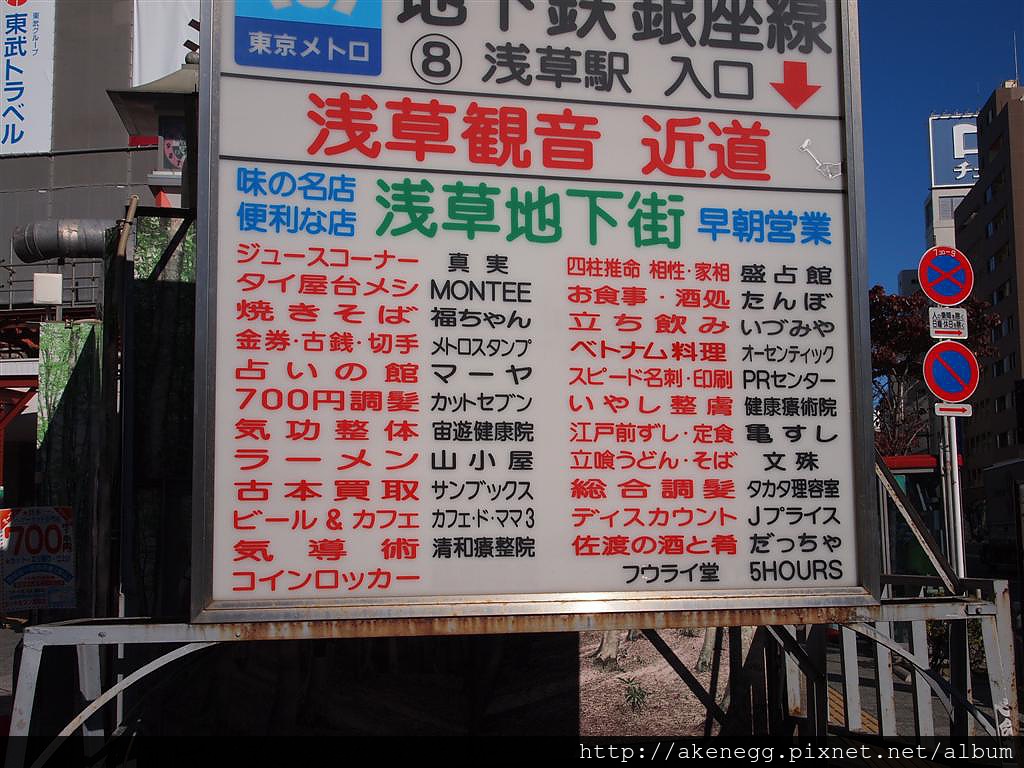 東武グループ
東武トラベル
地下鉄 銀座線
東京メトロ
⑧ 浅草駅 入口
浅草観音 近道
味の名店
便利な店
浅草地下街 早朝営業
ジュースコーナー 真実
タイ屋台メシ MONTEE
焼きそば 福ちゃん
金券・古銭・切手 メトロスタンプ
占いの館 マーヤ
700円調髪 カットセブン
気功整体 宙遊健康院
ラーメン 山小屋
古本買取 サンブックス
ビール&カフェ カフェ・ド・ママ3
気導術 清和療整院
コインロッカー
四柱推命 相性・家相 盛占館
お食事・酒処 たんぼ
立ち飲み いづみや
ベトナム料理 オーセンティック
スピード名刺・印刷 PRセンター
いやし整膚 健康療術院
江戸前ずし・定食 亀すし
立喰うどん・そば 文殊
総合調髪 タカタ理容室
ディスカウント Jプライス
佐渡の酒と肴 だっちゃ
フウライ堂 5HOURS
700円
http://akenegg.pixnet.net/album